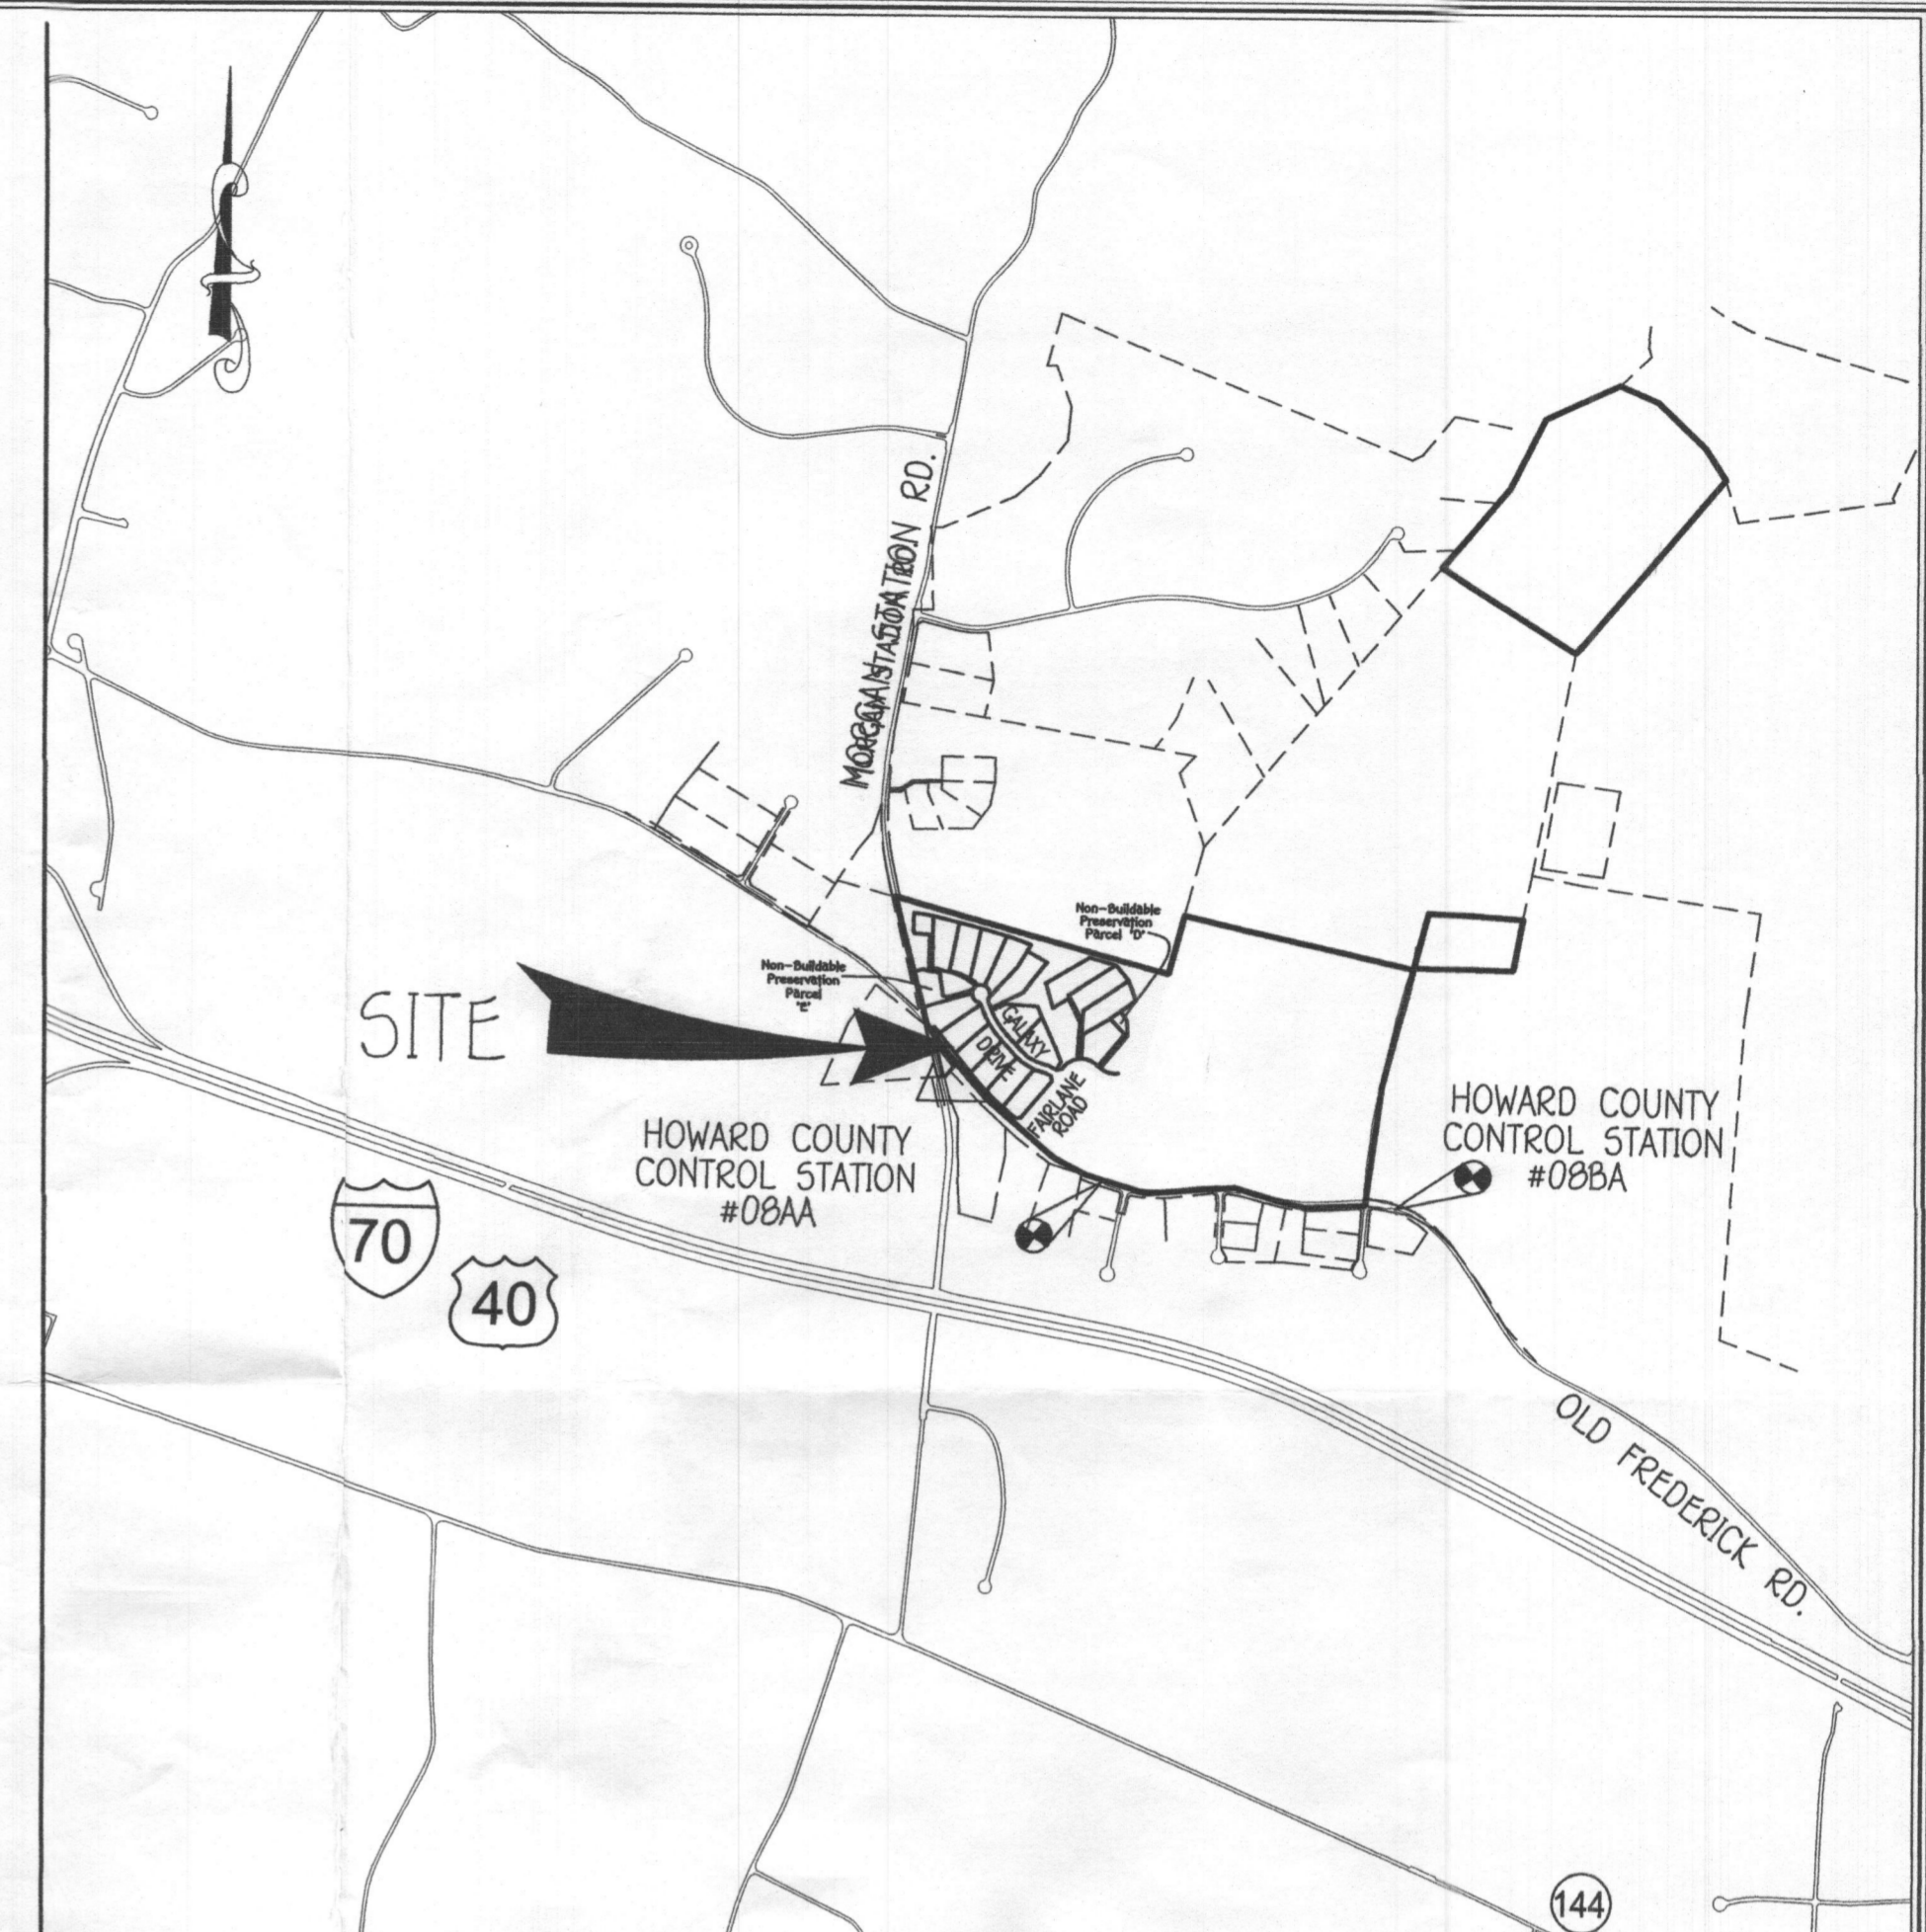 MORGAN STATION RD.
Non-Buildable
Preservation
Parcel 'D'
Non-Buildable
Preservation
Parcel
'E'
SITE
GALAXY
DRIVE
FAIRLANE
ROAD
HOWARD COUNTY
CONTROL STATION
#08AA
HOWARD COUNTY
CONTROL STATION
#08BA
70
40
OLD FREDERICK RD.
144